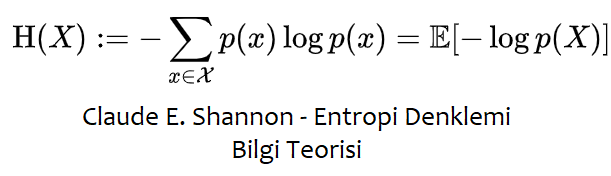 H(X) := − ∑_{x∈𝒳} p(x) log p(x) = 𝔼[− log p(X)]
Claude E. Shannon - Entropi Denklemi
Bilgi Teorisi